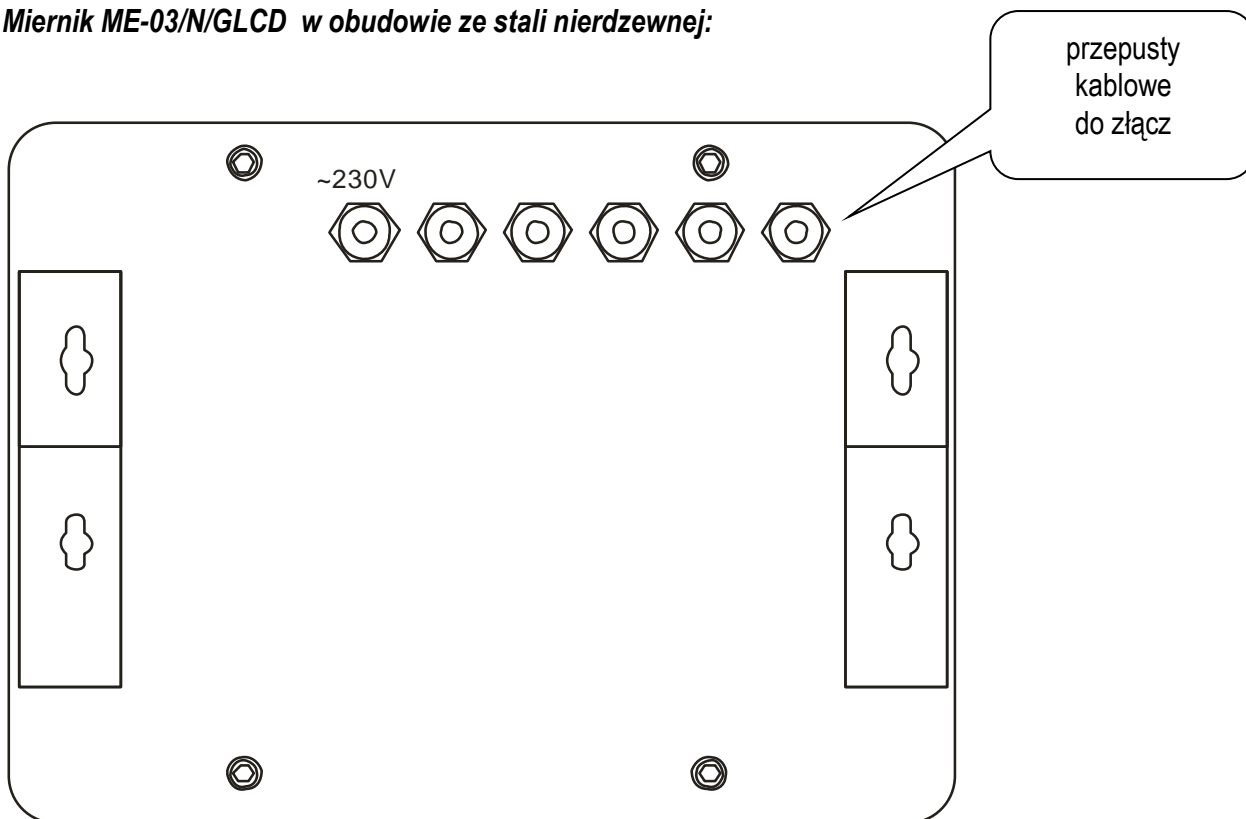 Miernik ME-03/N/GLCD w obudowie ze stali nierdzewnej:
przepusty
kablowe
do złącz
~230V